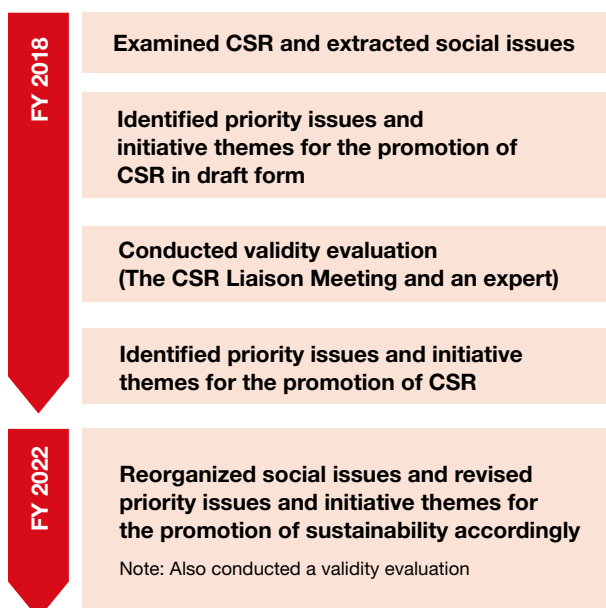 FY 2018
Examined CSR and extracted social issues
Identified priority issues and
initiative themes for the promotion of
CSR in draft form
Conducted validity evaluation
(The CSR Liaison Meeting and an expert)
Identified priority issues and initiative
themes for the promotion of CSR
FY 2022
Reorganized social issues and revised
priority issues and initiative themes for
the promotion of sustainability accordingly
Note: Also conducted a validity evaluation